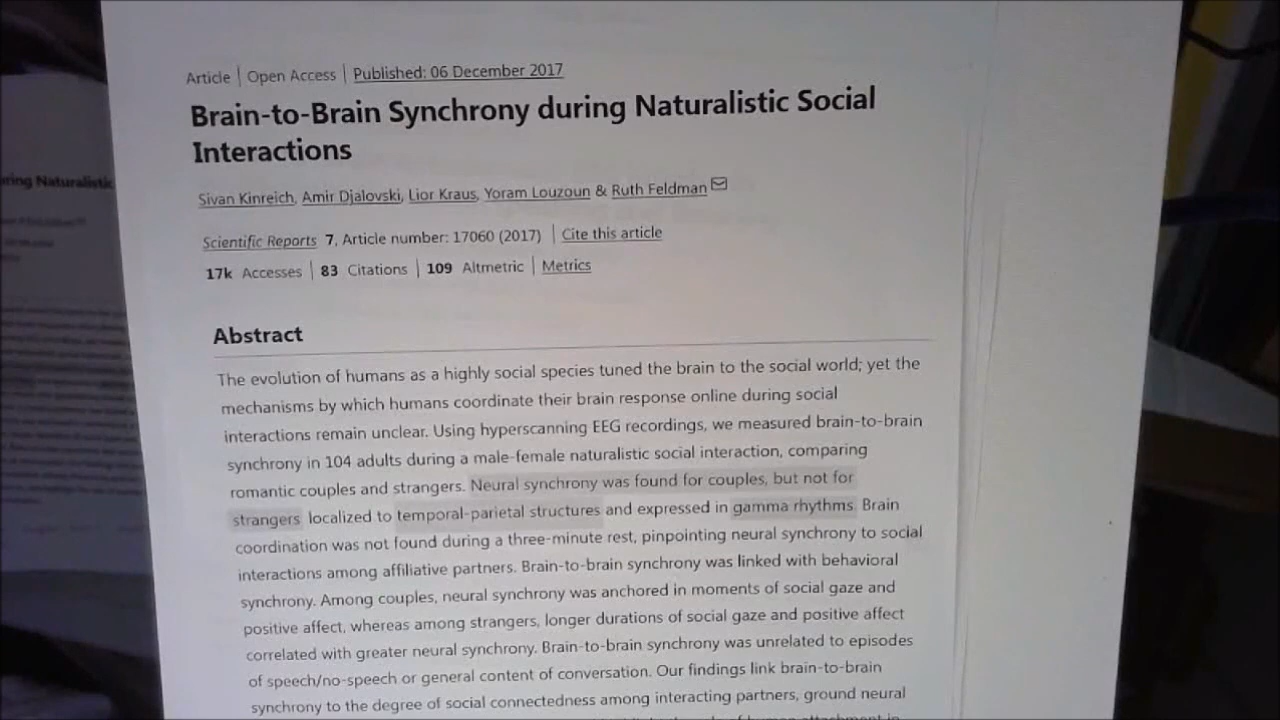 Article | Open Access | Published: 06 December 2017
Brain-to-Brain Synchrony during Naturalistic Social
Interactions
Sivan Kinreich, Amir Djalovski, Lior Kraus, Yoram Louzoun & Ruth Feldman
Scientific Reports 7, Article number: 17060 (2017) | Cite this article
17k Accesses | 83 Citations | 109 Altmetric | Metrics
Abstract
The evolution of humans as a highly social species tuned the brain to the social world; yet the
mechanisms by which humans coordinate their brain response online during social
interactions remain unclear. Using hyperscanning EEG recordings, we measured brain-to-brain
synchrony in 104 adults during a male-female naturalistic social interaction, comparing
romantic couples and strangers. Neural synchrony was found for couples, but not for
strangers localized to temporal-parietal structures and expressed in gamma rhythms. Brain
coordination was not found during a three-minute rest, pinpointing neural synchrony to social
interactions among affiliative partners. Brain-to-brain synchrony was linked with behavioral
synchrony. Among couples, neural synchrony was anchored in moments of social gaze and
positive affect, whereas among strangers, longer durations of social gaze and positive affect
correlated with greater neural synchrony. Brain-to-brain synchrony was unrelated to episodes
of speech/no-speech or general content of conversation. Our findings link brain-to-brain
synchrony to the degree of social connectedness among interacting partners, ground neural
Naturalistic